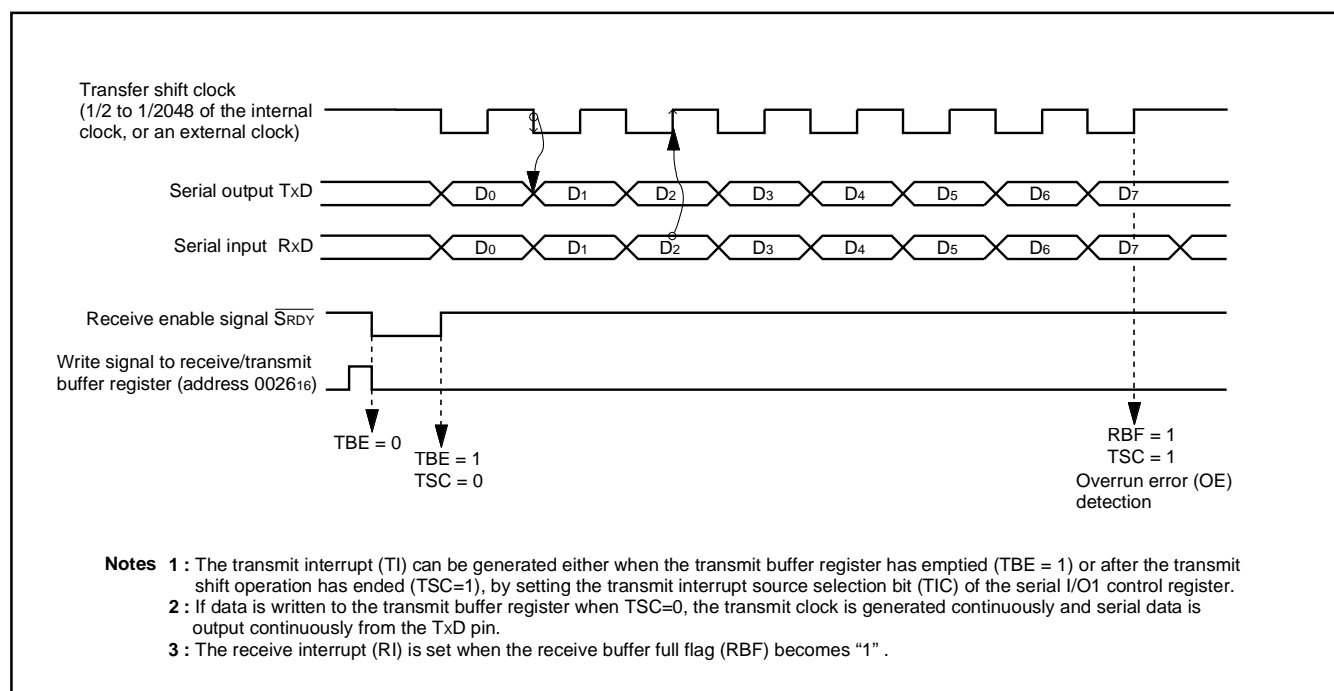 Transfer shift clock
(1/2 to 1/2048 of the internal
clock, or an external clock)
Serial output TxD
D0 D1 D2 D3 D4 D5 D6 D7
Serial input RxD
D0 D1 D2 D3 D4 D5 D6 D7
Receive enable signal SRDY
Write signal to receive/transmit
buffer register (address 002616)
TBE = 0
TBE = 1
TSC = 0
RBF = 1
TSC = 1
Overrun error (OE)
detection
Notes 1 : The transmit interrupt (TI) can be generated either when the transmit buffer register has emptied (TBE = 1) or after the transmit
shift operation has ended (TSC=1), by setting the transmit interrupt source selection bit (TIC) of the serial I/O1 control register.
2 : If data is written to the transmit buffer register when TSC=0, the transmit clock is generated continuously and serial data is
output continuously from the TxD pin.
3 : The receive interrupt (RI) is set when the receive buffer full flag (RBF) becomes “1” .